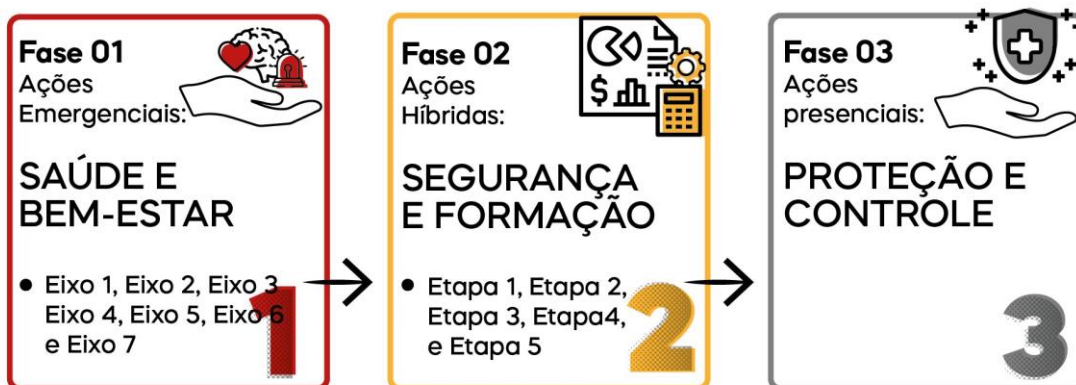 Fase 01
Ações
Emergenciais:
SAÚDE E
BEM-ESTAR
• Eixo 1, Eixo 2, Eixo 3
Eixo 4, Eixo 5, Eixo 6
e Eixo 7
1
Fase 02
Ações
Híbridas:
$
SEGURANÇA
E FORMAÇÃO
• Etapa 1, Etapa 2,
Etapa 3, Etapa4,
e Etapa 5
2
Fase 03
Ações
presenciais:
PROTEÇÃO E
CONTROLE
3